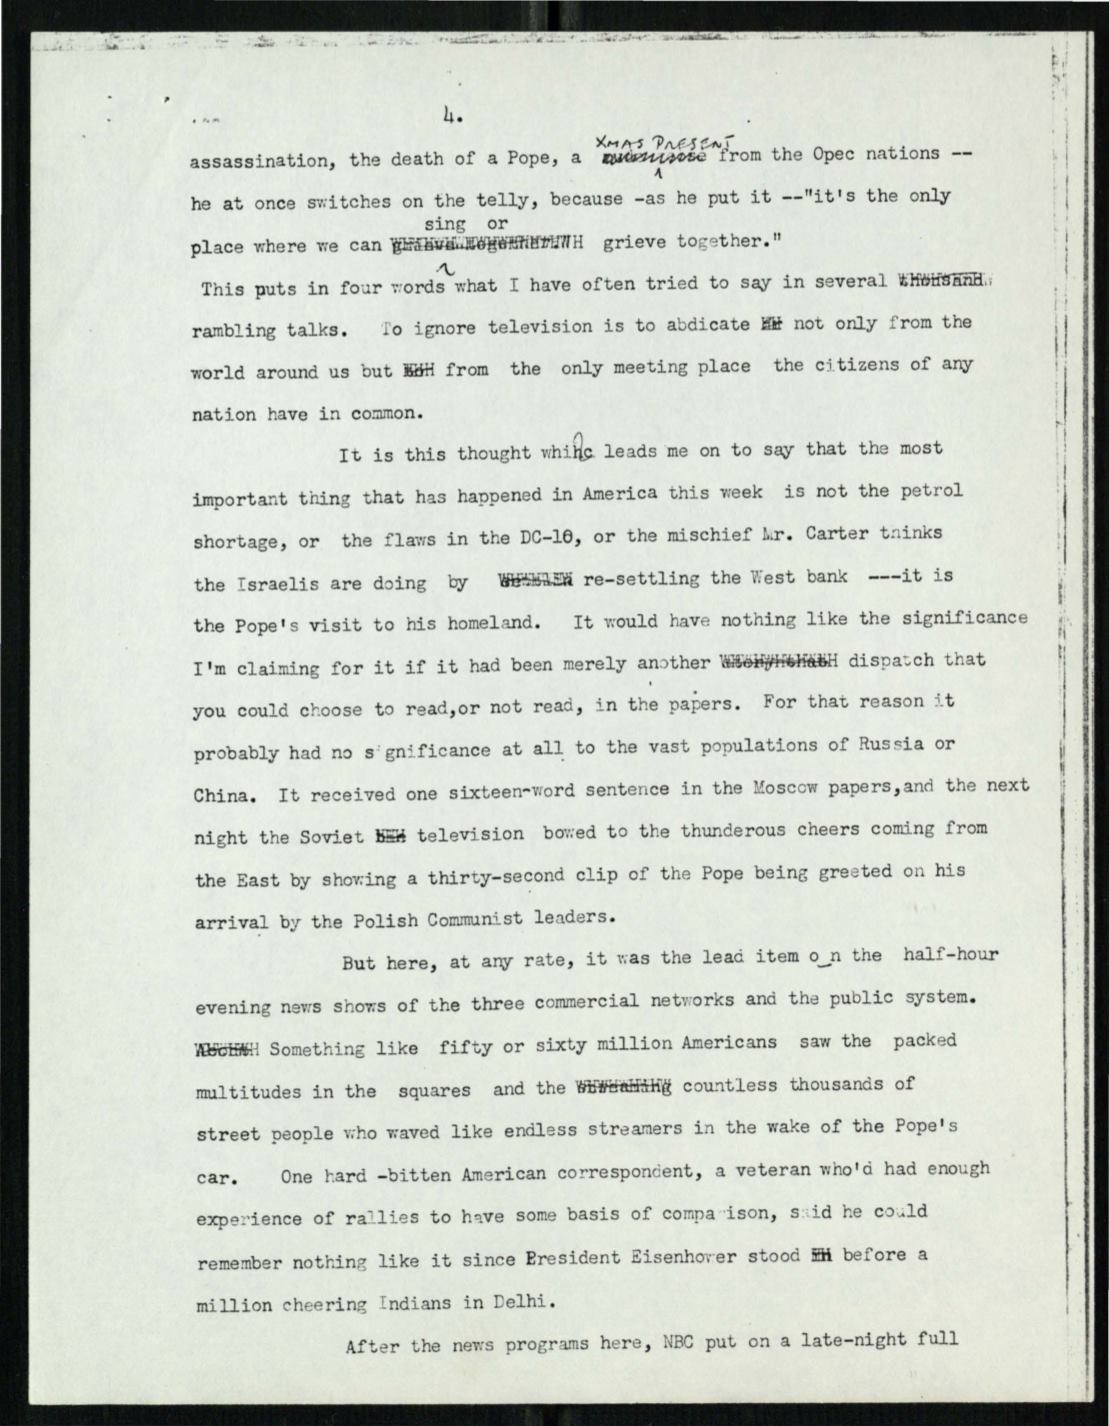 4.
XMAS PRESENT
assassination, the death of a Pope, a from the Opec nations --
he at once switches on the telly, because -as he put it --"it's the only
sing or
place where we can grieve together."
This puts in four words what I have often tried to say in several thousand
rambling talks. To ignore television is to abdicate not only from the
world around us but from the only meeting place the citizens of any
nation have in common.
It is this thought whihc leads me on to say that the most
important thing that has happened in America this week is not the petrol
shortage, or the flaws in the DC-10, or the mischief Mr. Carter thinks
the Israelis are doing by re-settling the West bank ---it is
the Pope's visit to his homeland. It would have nothing like the significance
I'm claiming for it if it had been merely another dispatch that
you could choose to read,or not read, in the papers. For that reason it
probably had no s gnificance at all to the vast populations of Russia or
China. It received one sixteen-word sentence in the Moscow papers,and the next
night the Soviet television bowed to the thunderous cheers coming from
the East by showing a thirty-second clip of the Pope being greeted on his
arrival by the Polish Communist leaders.
But here, at any rate, it was the lead item o_n the half-hour
evening news shows of the three commercial networks and the public system.
Something like fifty or sixty million Americans saw the packed
multitudes in the squares and the countless thousands of
street people who waved like endless streamers in the wake of the Pope's
car. One hard -bitten American correspondent, a veteran who'd had enough
experience of rallies to have some basis of comparison, said he could
remember nothing like it since President Eisenhower stood before a
million cheering Indians in Delhi.
After the news programs here, NBC put on a late-night full